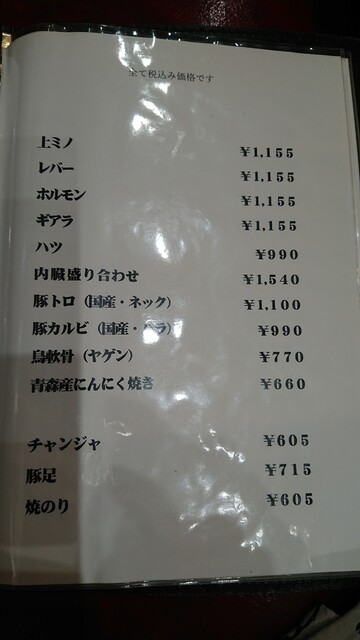 全て税込み価格です
上ミノ ￥1,155
レバー ￥1,155
ホルモン ￥1,155
ギアラ ￥1,155
ハツ ￥990
内臓盛り合わせ ￥1,540
豚トロ（国産・ネック） ￥1,100
豚カルビ（国産・バラ） ￥990
鳥軟骨（ヤゲン） ￥770
青森産にんにく焼き ￥660
チャンジャ ￥605
豚足 ￥715
焼のり ￥605